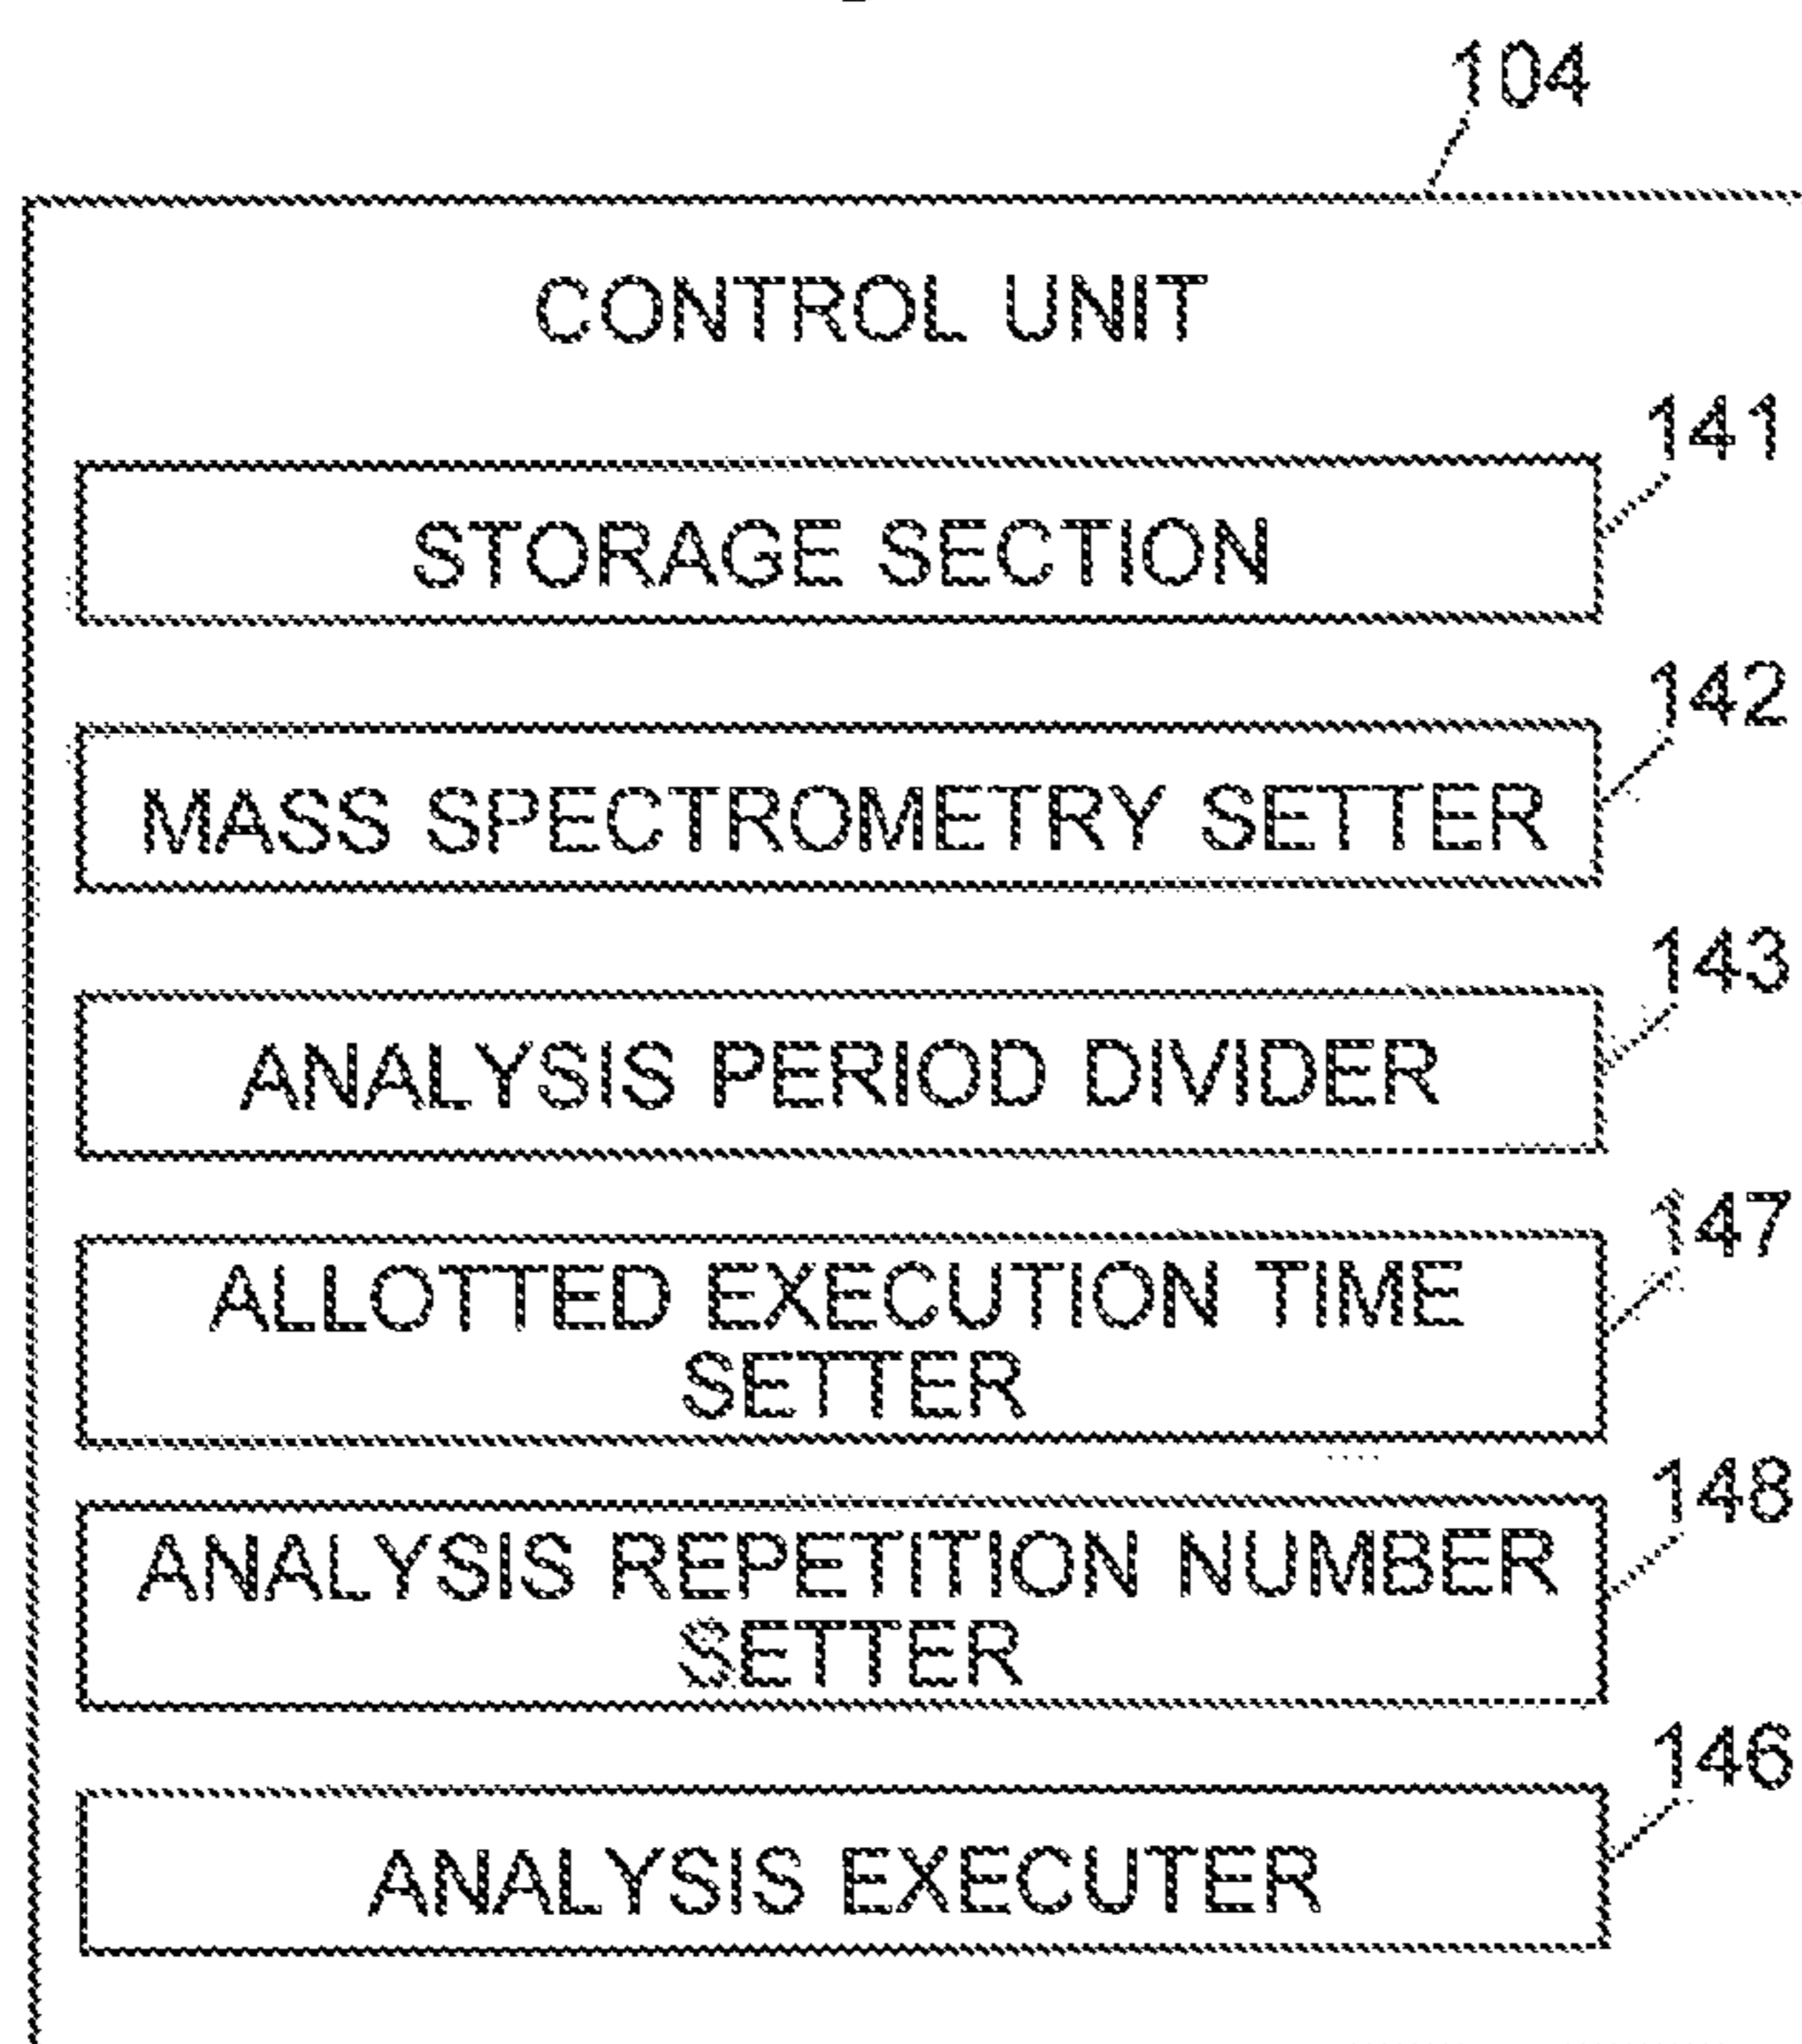 104
CONTROL UNIT
141
STORAGE SECTION
142
MASS SPECTROMETRY SETTER
143
ANALYSIS PERIOD DIVIDER
147
ALLOTTED EXECUTION TIME
SETTER
148
ANALYSIS REPETITION NUMBER
SETTER
146
ANALYSIS EXECUTER